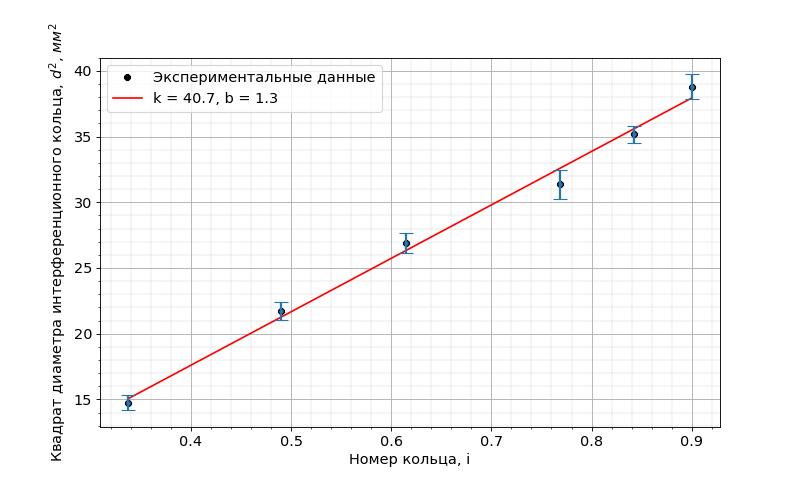 Квадрат диаметра интерференционного кольца, d², мм²
40
35
30
25
20
15
Экспериментальные данные
k = 40.7, b = 1.3
0.4 0.5 0.6 0.7 0.8 0.9
Номер кольца, i